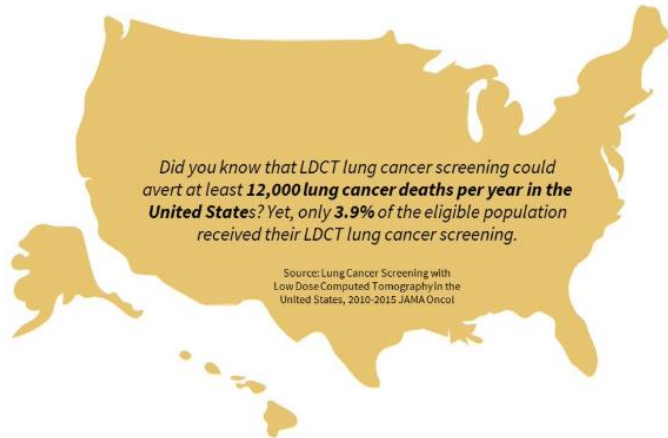 Did you know that LDCT lung cancer screening could
avert at least 12,000 lung cancer deaths per year in the
United States? Yet, only 3.9% of the eligible population
received their LDCT lung cancer screening.
Source: Lung Cancer Screening with
Low Dose Computed Tomography in the
United States, 2010-2015 JAMA Oncol